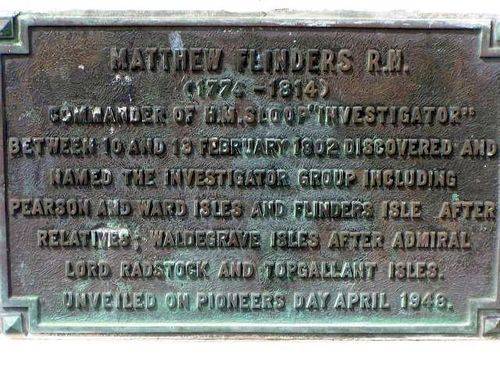 MATTHEW FLINDERS R.N.
(1774-1814)
COMMANDER OF H.M.SLOOP "INVESTIGATOR"
BETWEEN 10 AND 13 FEBRUARY 1802 DISCOVERED AND
NAMED THE INVESTIGATOR GROUP INCLUDING
PEARSON AND WARD ISLES AND FLINDERS ISLE AFTER
RELATIVES; WALDEGRAVE ISLES AFTER ADMIRAL
LORD RADSTOCK AND TOPGALLANT ISLES.
UNVEILED ON PIONEERS DAY APRIL 1948.